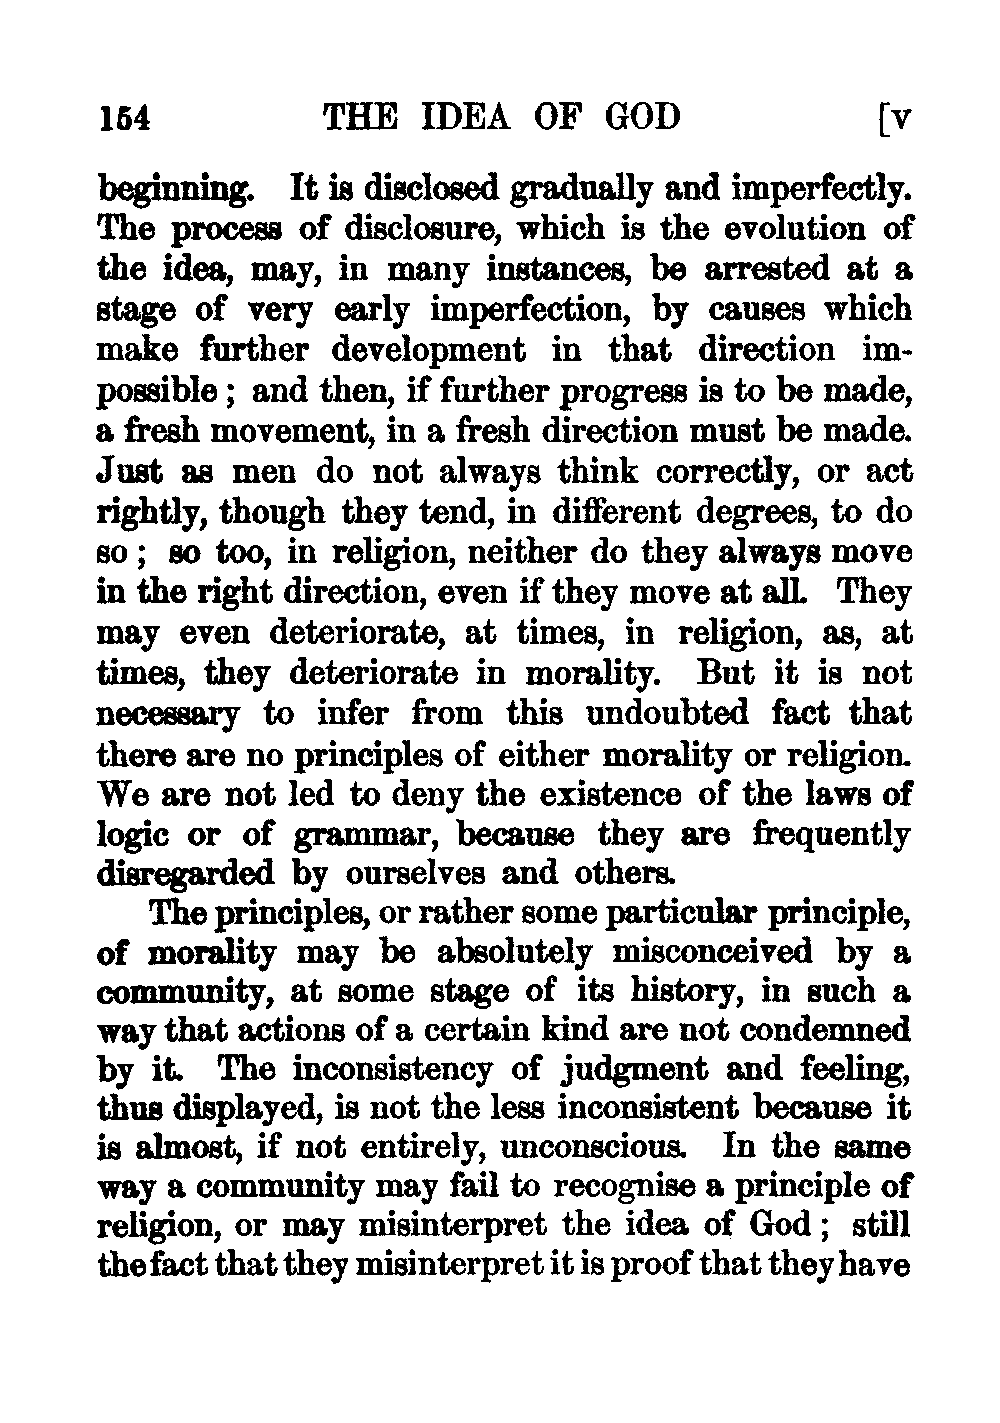 154 THE IDEA OF GOD [v
beginning. It is disclosed gradually and imperfectly.
The process of disclosure, which is the evolution of
the idea, may, in many instances, be arrested at a
stage of very early imperfection, by causes which
make further development in that direction im-
possible ; and then, if further progress is to be made,
a fresh movement, in a fresh direction must be made.
Just as men do not always think correctly, or act
rightly, though they tend, in different degrees, to do
so ; so too, in religion, neither do they always move
in the right direction, even if they move at all. They
may even deteriorate, at times, in religion, as, at
times, they deteriorate in morality. But it is not
necessary to infer from this undoubted fact that
there are no principles of either morality or religion.
We are not led to deny the existence of the laws of
logic or of grammar, because they are frequently
disregarded by ourselves and others.
The principles, or rather some particular principle,
of morality may be absolutely misconceived by a
community, at some stage of its history, in such a
way that actions of a certain kind are not condemned
by it. The inconsistency of judgment and feeling,
thus displayed, is not the less inconsistent because it
is almost, if not entirely, unconscious. In the same
way a community may fail to recognise a principle of
religion, or may misinterpret the idea of God ; still
the fact that they misinterpret it is proof that they have